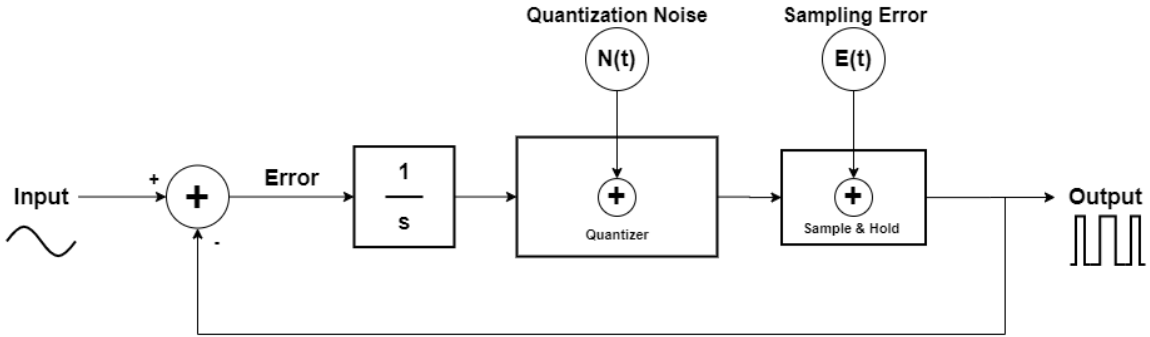 Quantization Noise
Sampling Error
N(t)
E(t)
Input
+
+
-
Error
1
s
+
Quantizer
+
Sample & Hold
Output